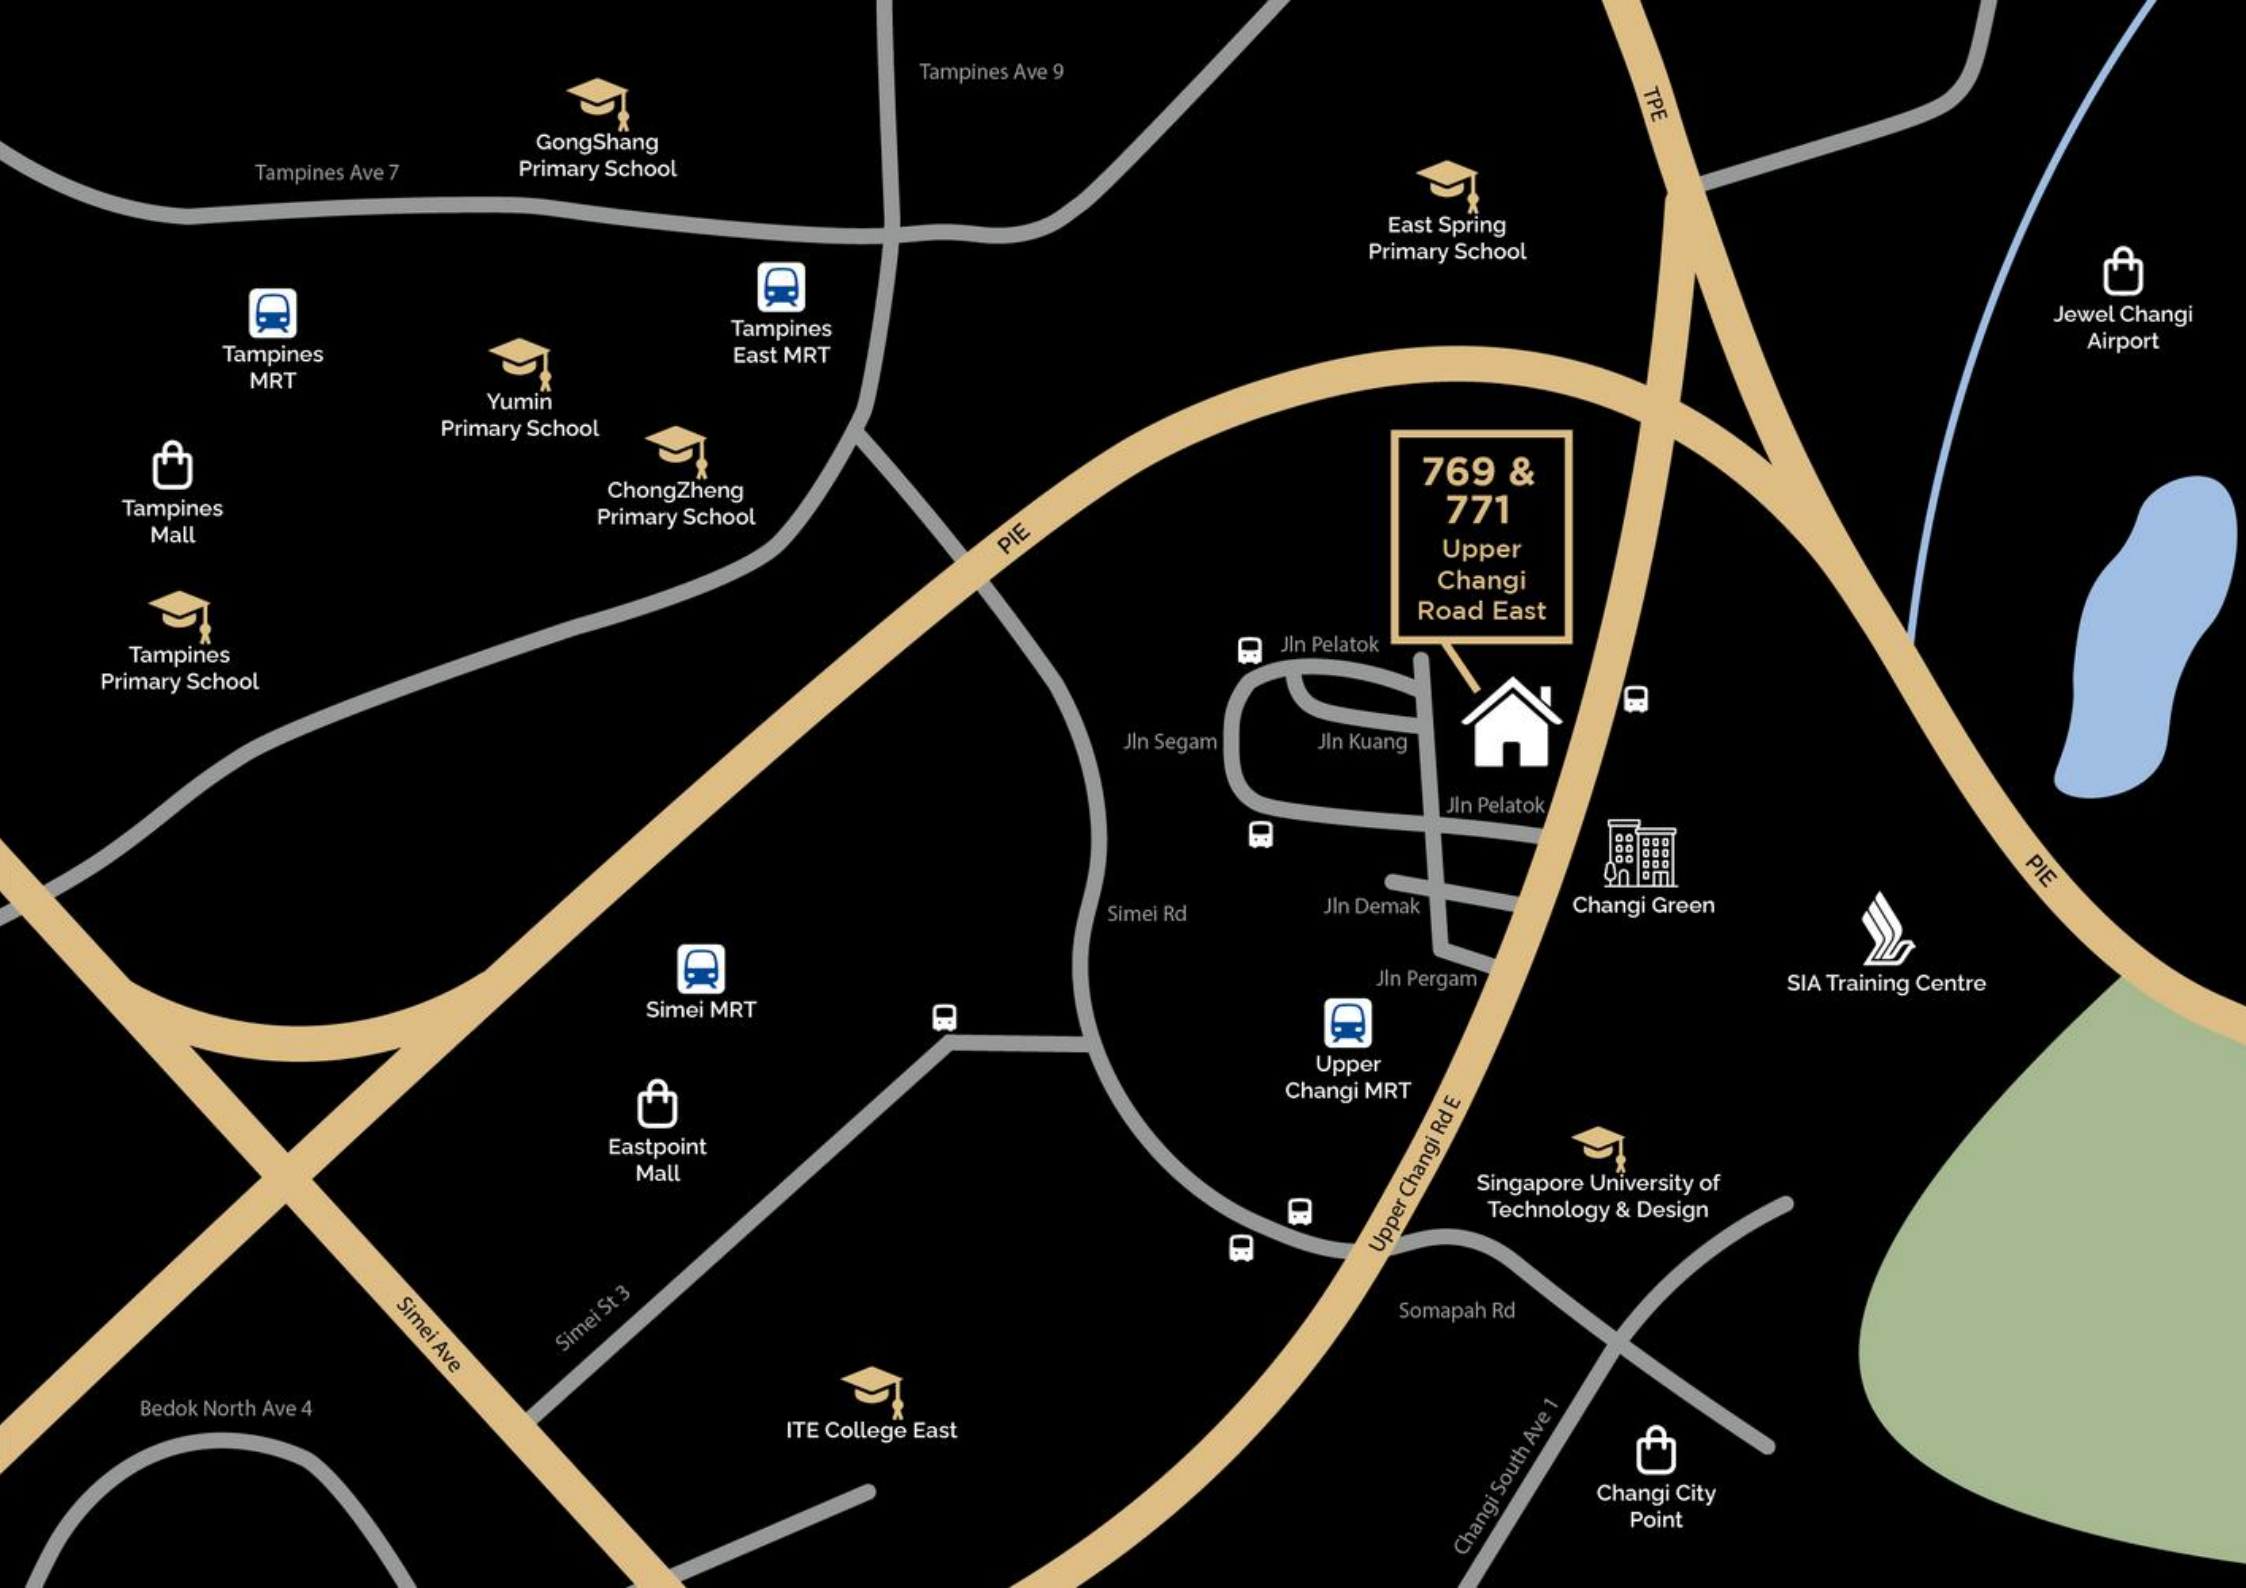 Tampines Ave 9
TPE
GongShang
Primary School
Tampines Ave 7
East Spring
Primary School
Jewel Changi
Airport
Tampines
MRT
Tampines
East MRT
Yumin
Primary School
ChongZheng
Primary School
Tampines
Mall
PIE
769 &
771
Upper
Changi
Road East
Tampines
Primary School
Jln Pelatok
Jln Segam
Jln Kuang
Jln Pelatok
Changi Green
PIE
Simei Rd
Jln Demak
Jln Pergam
SIA Training Centre
Simei MRT
Upper
Changi MRT
Eastpoint
Mall
Upper Changi Rd E
Singapore University of
Technology & Design
Simei St 3
Simei Ave
Somapah Rd
Bedok North Ave 4
ITE College East
Changi South Ave 1
Changi City
Point